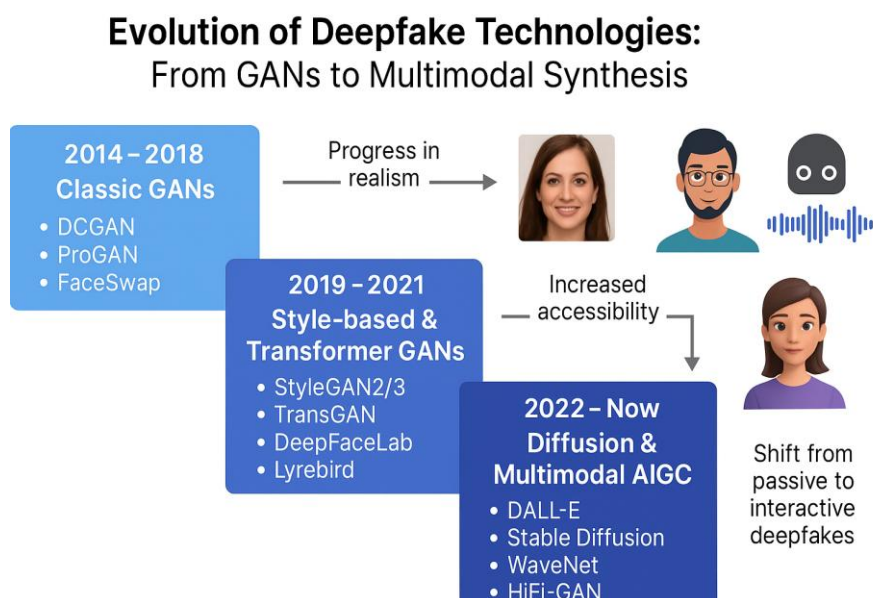 Evolution of Deepfake Technologies:
From GANs to Multimodal Synthesis
2014 – 2018
Classic GANs
• DCGAN
• ProGAN
• FaceSwap
Progress in
realism
2019 – 2021
Style-based &
Transformer GANs
• StyleGAN2/3
• TransGAN
• DeepFaceLab
• Lyrebird
Increased
accessibility
2022 – Now
Diffusion &
Multimodal AIGC
• DALL-E
• Stable Diffusion
• WaveNet
• HiFi-GAN
Shift from
passive to
interactive
deepfakes